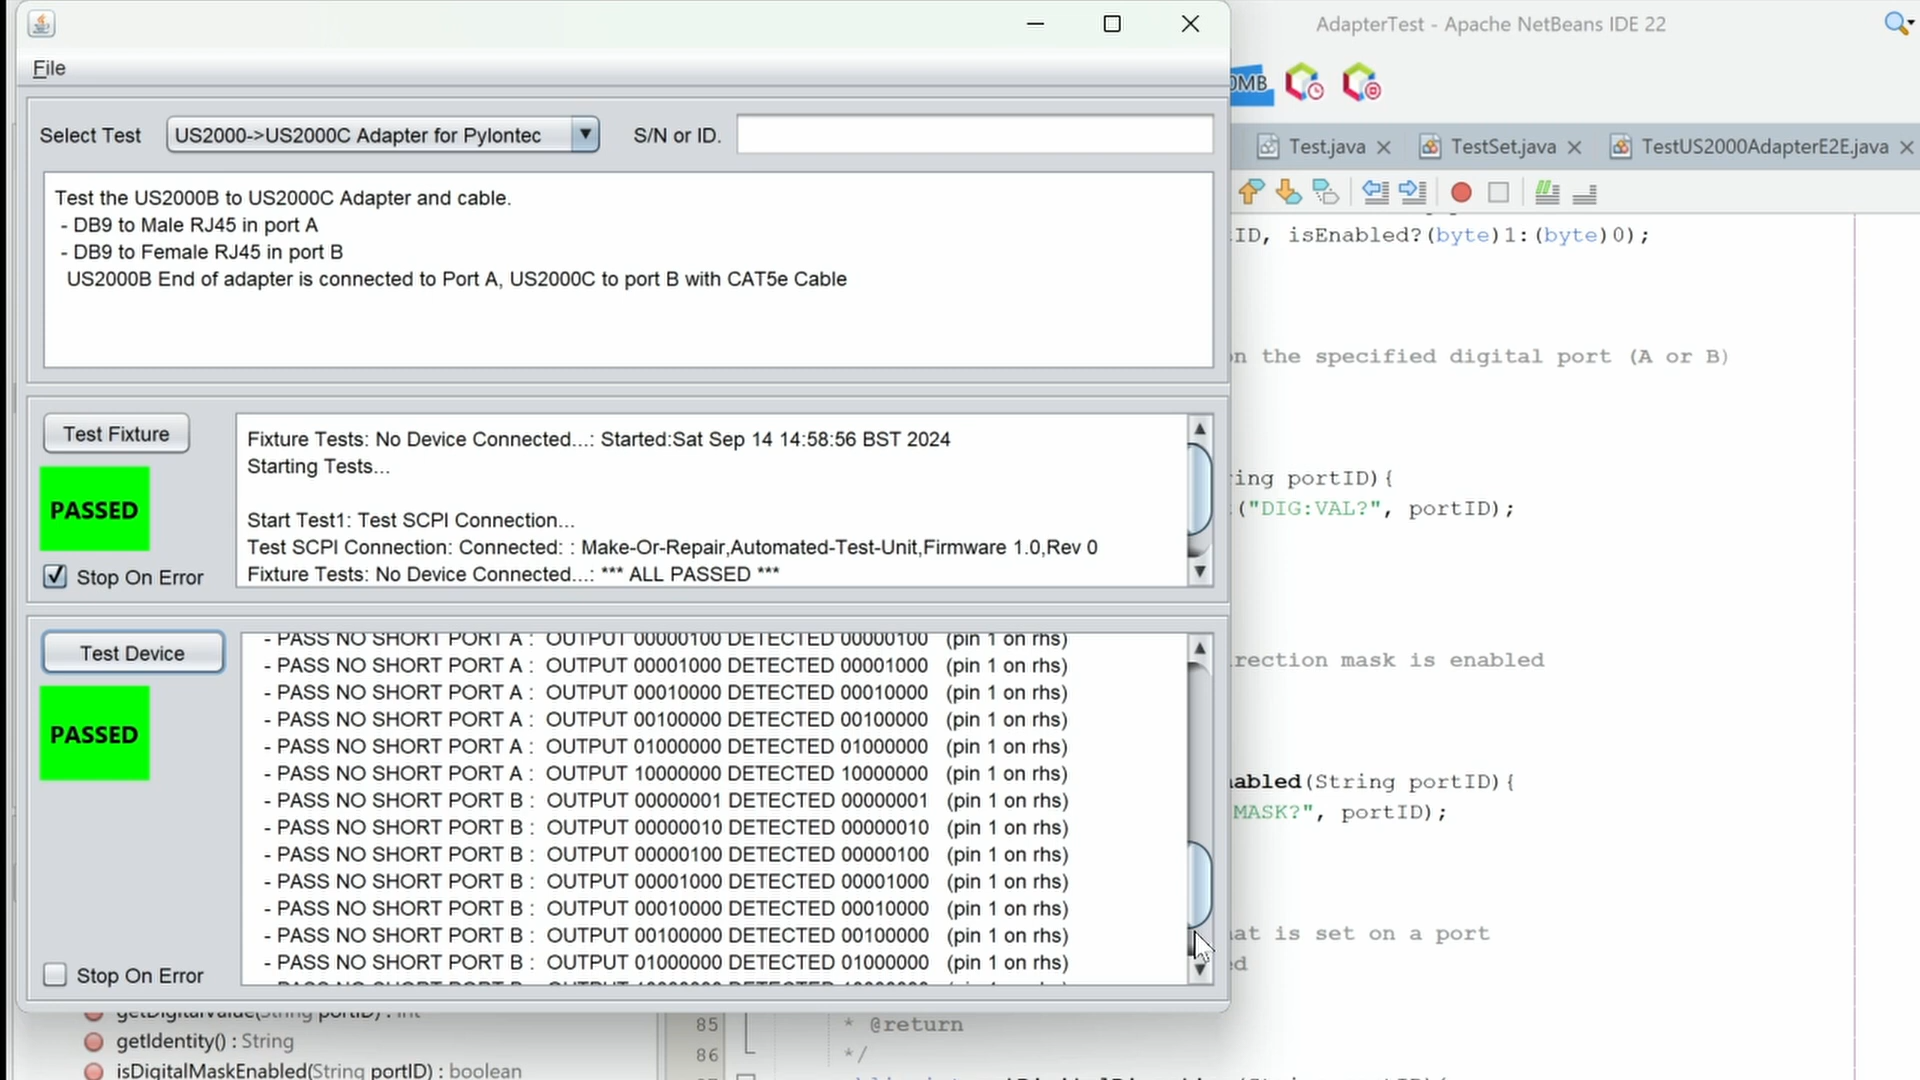 AdapterTest - Apache NetBeans IDE 22
File
Select Test US2000->US2000C Adapter for Pylontec S/N or ID.
Test.java TestSet.java TestUS2000AdapterE2E.java
Test the US2000B to US2000C Adapter and cable.
- DB9 to Male RJ45 in port A
- DB9 to Female RJ45 in port B
US2000B End of adapter is connected to Port A, US2000C to port B with CAT5e Cable
Test Fixture
PASSED
Stop On Error
Fixture Tests: No Device Connected...: Started:Sat Sep 14 14:58:56 BST 2024
Starting Tests...
Start Test1: Test SCPI Connection...
Test SCPI Connection: Connected: : Make-Or-Repair,Automated-Test-Unit,Firmware 1.0,Rev 0
Fixture Tests: No Device Connected...: *** ALL PASSED ***
Test Device
PASSED
Stop On Error
- PASS NO SHORT PORT A : OUTPUT 00000100 DETECTED 00000100 (pin 1 on rhs)
- PASS NO SHORT PORT A : OUTPUT 00001000 DETECTED 00001000 (pin 1 on rhs)
- PASS NO SHORT PORT A : OUTPUT 00010000 DETECTED 00010000 (pin 1 on rhs)
- PASS NO SHORT PORT A : OUTPUT 00100000 DETECTED 00100000 (pin 1 on rhs)
- PASS NO SHORT PORT A : OUTPUT 01000000 DETECTED 01000000 (pin 1 on rhs)
- PASS NO SHORT PORT A : OUTPUT 10000000 DETECTED 10000000 (pin 1 on rhs)
- PASS NO SHORT PORT B : OUTPUT 00000001 DETECTED 00000001 (pin 1 on rhs)
- PASS NO SHORT PORT B : OUTPUT 00000010 DETECTED 00000010 (pin 1 on rhs)
- PASS NO SHORT PORT B : OUTPUT 00000100 DETECTED 00000100 (pin 1 on rhs)
- PASS NO SHORT PORT B : OUTPUT 00001000 DETECTED 00001000 (pin 1 on rhs)
- PASS NO SHORT PORT B : OUTPUT 00010000 DETECTED 00010000 (pin 1 on rhs)
- PASS NO SHORT PORT B : OUTPUT 00100000 DETECTED 00100000 (pin 1 on rhs)
- PASS NO SHORT PORT B : OUTPUT 01000000 DETECTED 01000000 (pin 1 on rhs)
ID, isEnabled?(byte)1:(byte)0);
on the specified digital port (A or B)
ring portID){
("DIG:VAL?", portID);
rection mask is enabled
abled(String portID){
MASK?", portID);
at is set on a port
ed
getDigitalValue(String portID) : int
getIdentity() : String
isDigitalMaskEnabled(String portID) : boolean
85 * @return
86 */